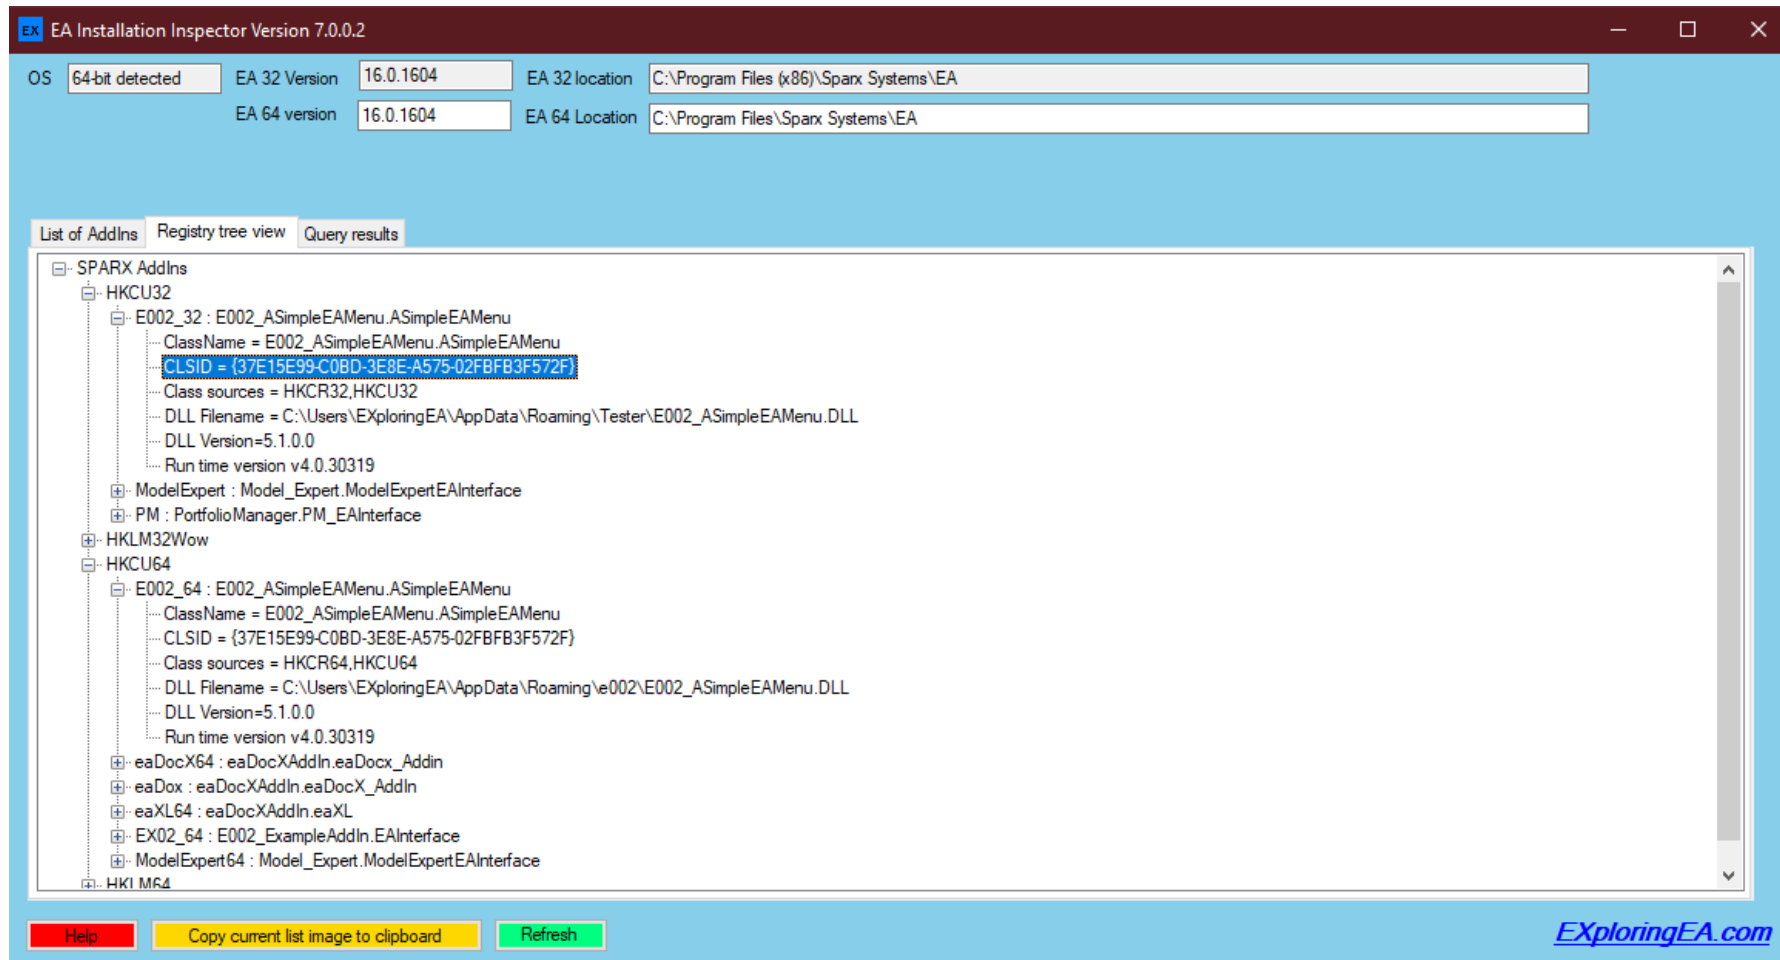 EX EA Installation Inspector Version 7.0.0.2
OS 64-bit detected EA 32 Version 16.0.1604 EA 32 location C:\Program Files (x86)\Sparx Systems\EA
EA 64 version 16.0.1604 EA 64 Location C:\Program Files\Sparx Systems\EA
List of AddIns Registry tree view Query results
SPARX AddIns
HKCU32
E002_32 : E002_ASimpleEAMenu.ASimpleEAMenu
ClassName = E002_ASimpleEAMenu.ASimpleEAMenu
CLSID = {37E15E99-C0BD-3E8E-A575-02FBFB3F572F}
Class sources = HKCR32,HKCU32
DLL Filename = C:\Users\EXploringEA\AppData\Roaming\Tester\E002_ASimpleEAMenu.DLL
DLL Version=5.1.0.0
Run time version v4.0.30319
ModelExpert : Model_Expert.ModelExpertEAInterface
PM : PortfolioManager.PM_EAInterface
HKLM32Wow
HKCU64
E002_64 : E002_ASimpleEAMenu.ASimpleEAMenu
ClassName = E002_ASimpleEAMenu.ASimpleEAMenu
CLSID = {37E15E99-C0BD-3E8E-A575-02FBFB3F572F}
Class sources = HKCR64,HKCU64
DLL Filename = C:\Users\EXploringEA\AppData\Roaming\e002\E002_ASimpleEAMenu.DLL
DLL Version=5.1.0.0
Run time version v4.0.30319
eaDocX64 : eaDocXAddIn.eaDocx_Addin
eaDox : eaDocXAddIn.eaDocX_AddIn
eaXL64 : eaDocXAddIn.eaXL
EX02_64 : E002_ExampleAddIn.EAInterface
ModelExpert64 : Model_Expert.ModelExpertEAInterface
HKLM64
Help Copy current list image to clipboard Refresh EXploringEA.com